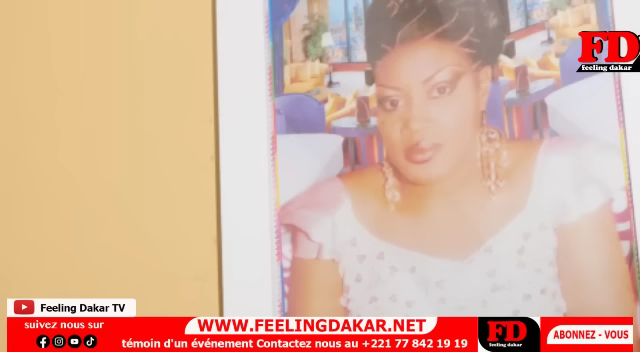 FD
feeling dakar
Feeling Dakar TV
suivez nous sur
WWW.FEELINGDAKAR.NET
témoin d'un événement Contactez nous au +221 77 842 19 19
FD
feeling dakar
ABONNEZ - VOUS